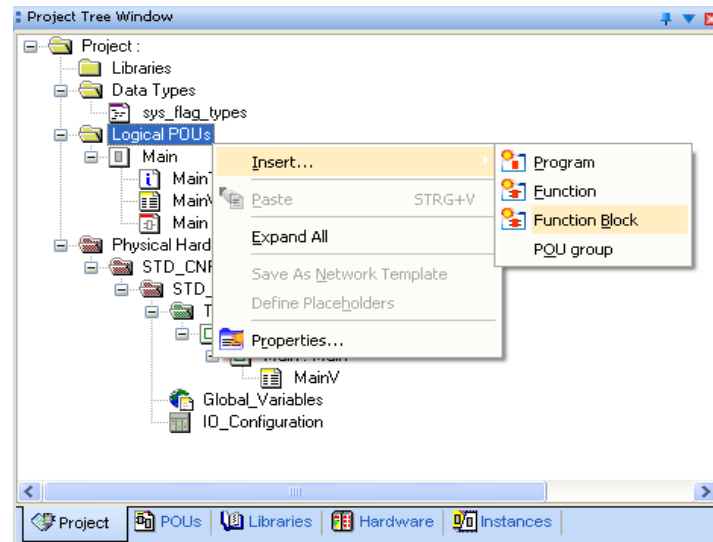 Project Tree Window
Project :
Libraries
Data Types
sys_flag_types
Logical POUs
Main
Insert...
Program
Main
Paste STRG+V
Function
Main
Expand All
Function Block
Main
POU group
Physical Hard
Save As Network Template
STD_CNF
Define Placeholders
STD_
T
Properties...
MainV
Global_Variables
IO_Configuration
Project POUs Libraries Hardware Instances